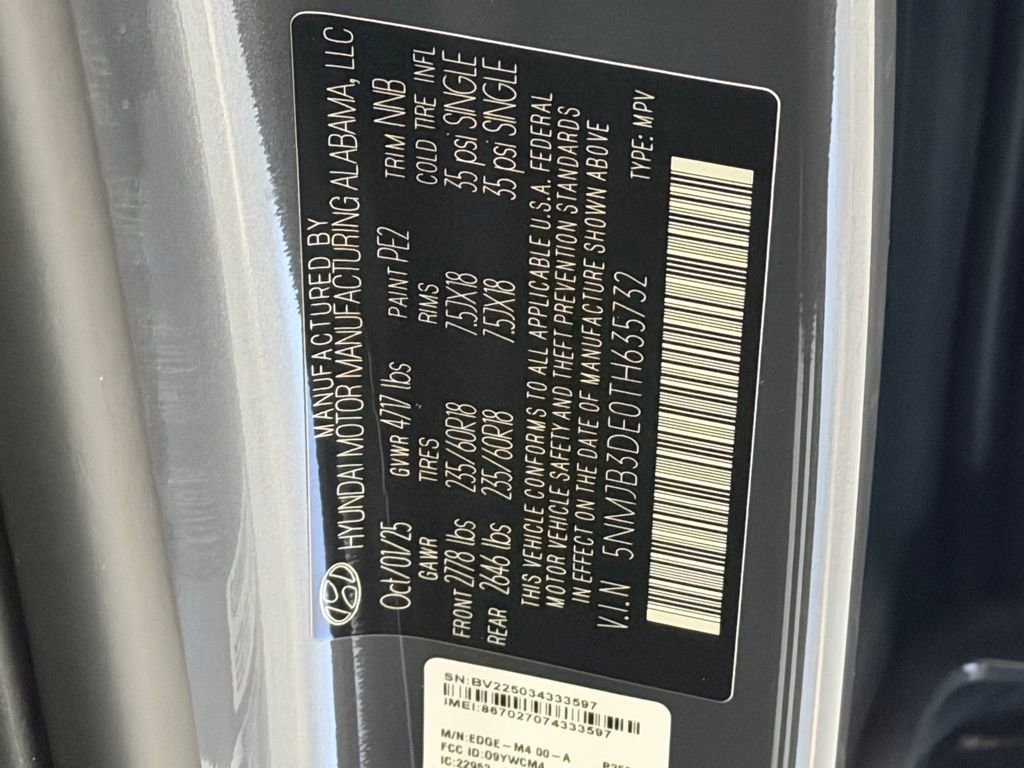 MANUFACTURED BY
HYUNDAI MOTOR MANUFACTURING ALABAMA, LLC
Oct/01/25 GVWR 4717 lbs PAINT PE2 TRIM NNB
GAWR TIRES RIMS COLD TIRE INFL
FRONT 2778 lbs 235/60R18 7.5JX18 35 psi SINGLE
REAR 2646 lbs 235/60R18 7.5JX18 35 psi SINGLE
THIS VEHICLE CONFORMS TO ALL APPLICABLE U.S.A. FEDERAL
MOTOR VEHICLE SAFETY AND THEFT PREVENTION STANDARDS
IN EFFECT ON THE DATE OF MANUFACTURE SHOWN ABOVE
V.I.N 5NMJB3DE0TH635732 TYPE: MPV
SN:BV225034333597
IMEI:867027074333597
M/N:EDGE-M4 00-A
FCC ID:09YWCM4